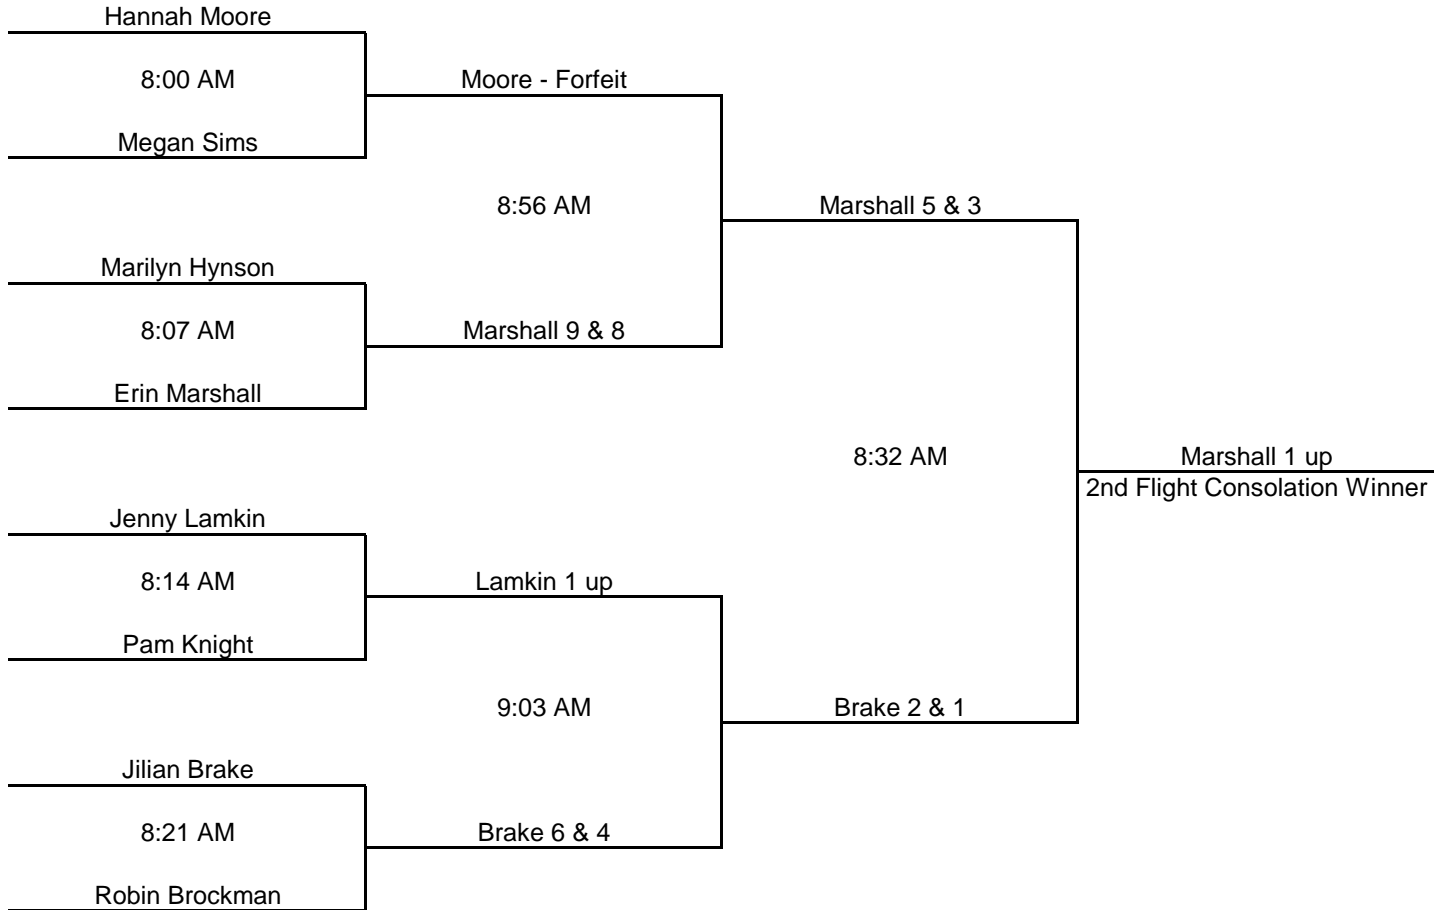 Hannah Moore
8:00 AM
Moore - Forfeit
Megan Sims
8:56 AM
Marshall 5 & 3
Marilyn Hynson
8:07 AM
Marshall 9 & 8
Erin Marshall
8:32 AM
Marshall 1 up
2nd Flight Consolation Winner
Jenny Lamkin
8:14 AM
Lamkin 1 up
Pam Knight
9:03 AM
Brake 2 & 1
Jilian Brake
8:21 AM
Brake 6 & 4
Robin Brockman